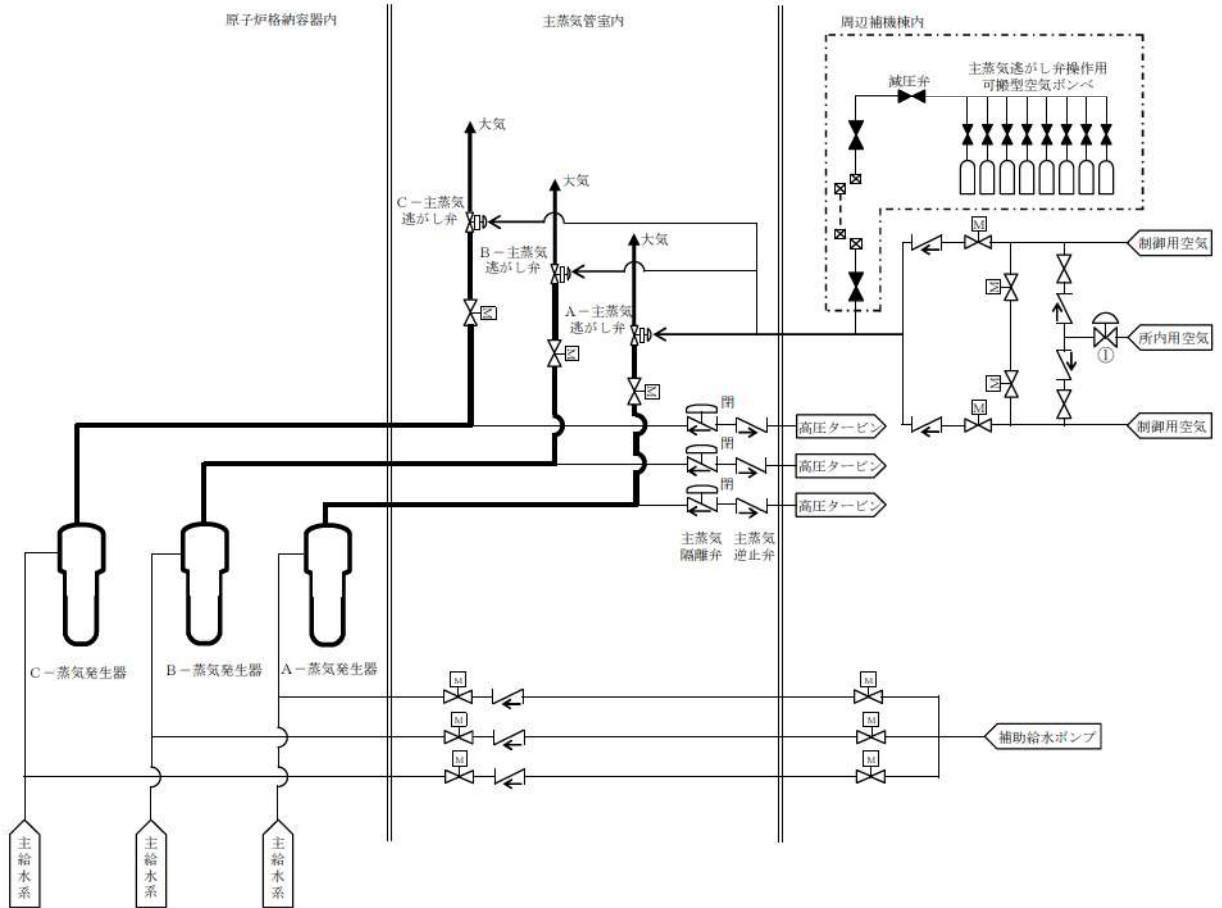 原子炉格納容器内
主蒸気管室内
周辺補機棟内
減圧弁
主蒸気逃がし弁操作用
可搬型空気ボンベ
大気
C－主蒸気
逃がし弁
大気
B－主蒸気
逃がし弁
大気
A－主蒸気
逃がし弁
M
M
M
M
制御用空気
M
所内用空気
①
M
M
制御用空気
閉
高圧タービン
閉
高圧タービン
閉
高圧タービン
主蒸気
隔離弁
主蒸気
逆止弁
C－蒸気発生器
B－蒸気発生器
A－蒸気発生器
M
M
M
M
補助給水ポンプ
M
M
主給水系
主給水系
主給水系